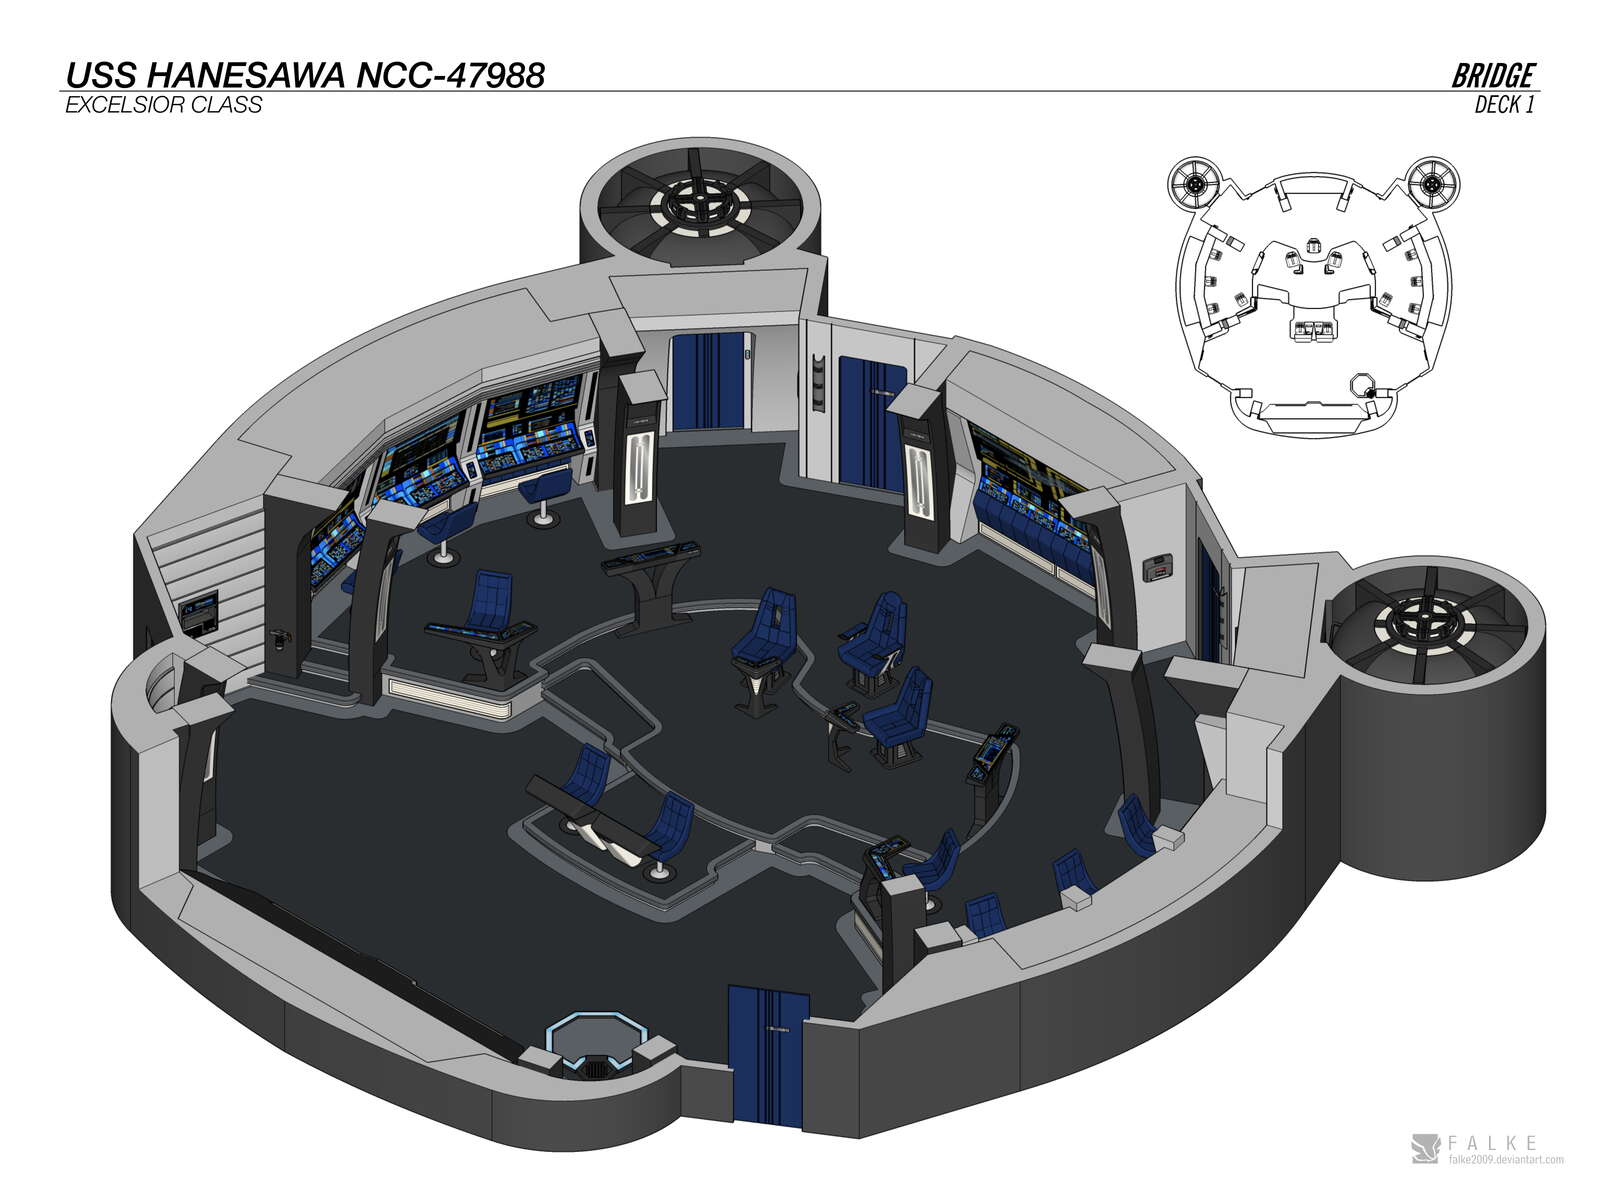 USS HANESAWA NCC-47988
EXCELSIOR CLASS
BRIDGE
DECK 1
FALKE
falke2009.deviantart.com